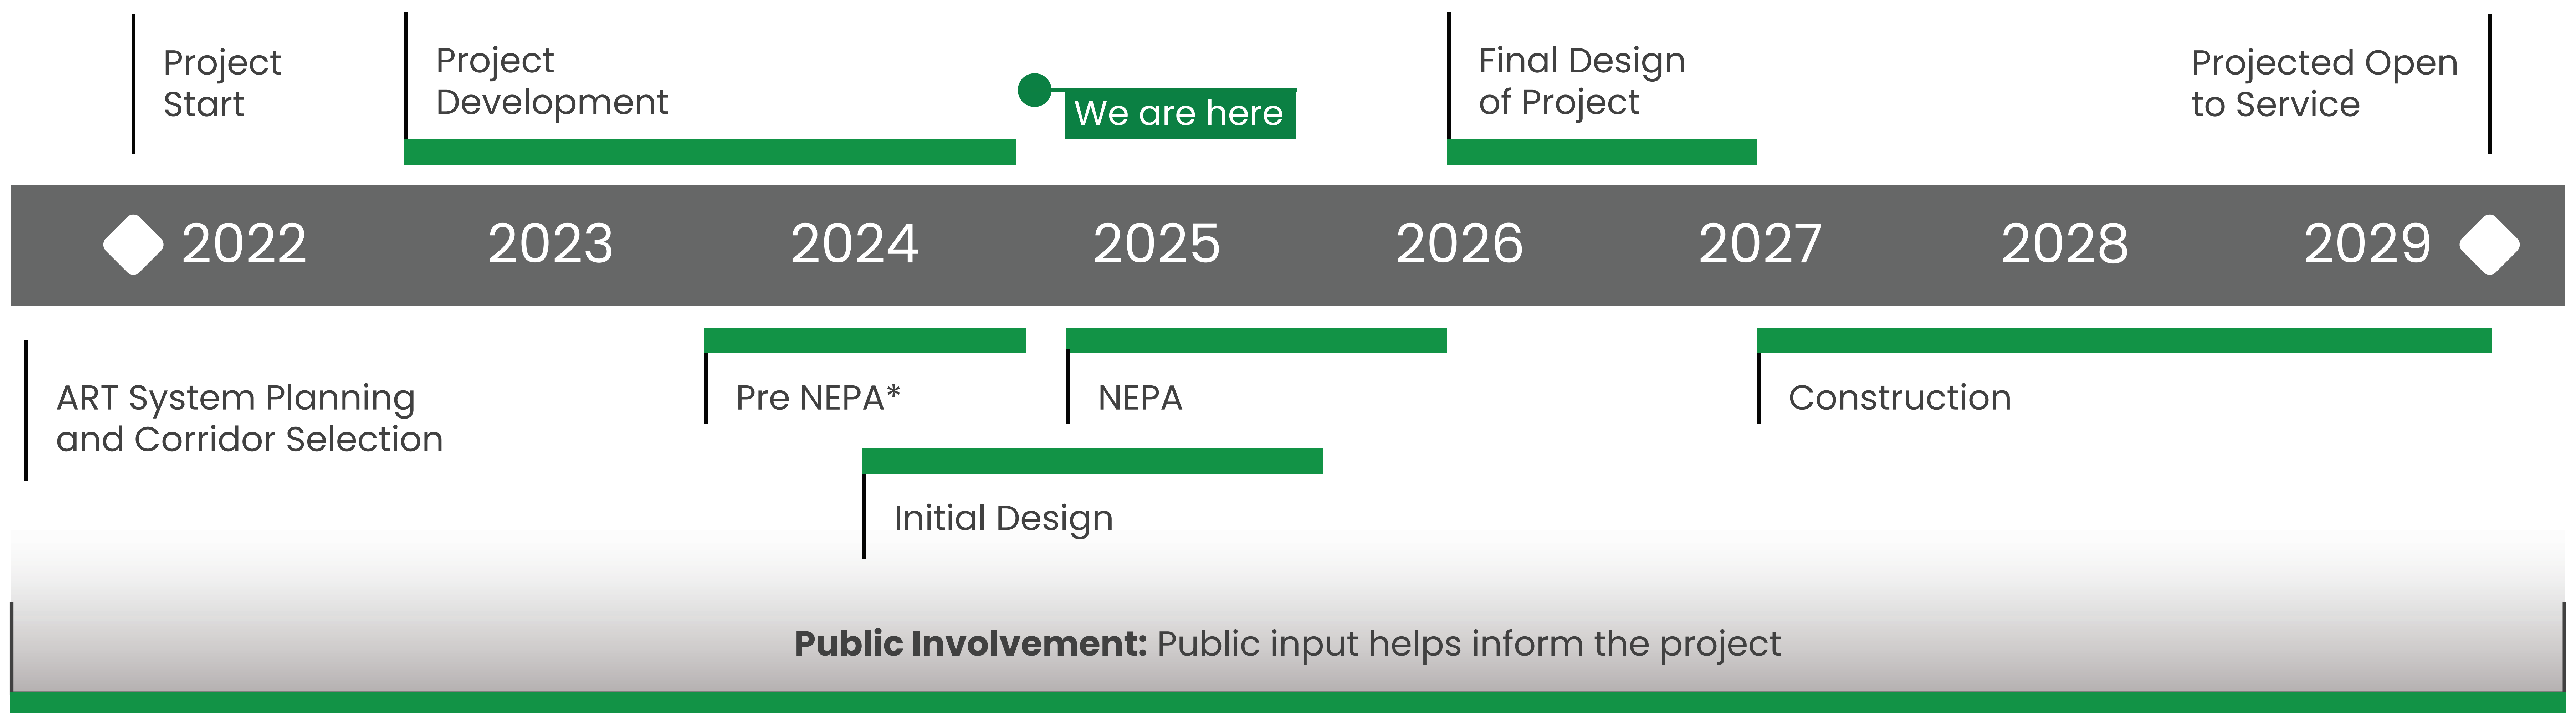 Project
Start
Project
Development
We are here
Final Design
of Project
Projected Open
to Service
2022 2023 2024 2025 2026 2027 2028 2029
ART System Planning
and Corridor Selection
Pre NEPA*
NEPA
Construction
Initial Design
Public Involvement: Public input helps inform the project